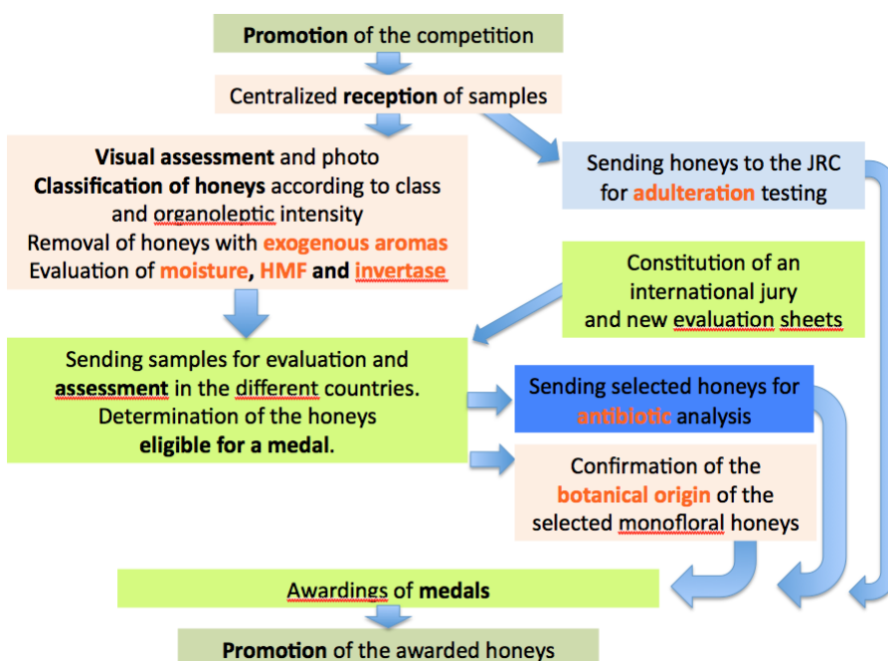 Promotion of the competition
Centralized reception of samples
Visual assessment and photo
Classification of honeys according to class
and organoleptic intensity
Removal of honeys with exogenous aromas
Evaluation of moisture, HMF and invertase
Sending honeys to the JRC
for adulteration testing
Constitution of an
international jury
and new evaluation sheets
Sending samples for evaluation and
assessment in the different countries.
Determination of the honeys
eligible for a medal.
Sending selected honeys for
antibiotic analysis
Confirmation of the
botanical origin of the
selected monofloral honeys
Awardings of medals
Promotion of the awarded honeys